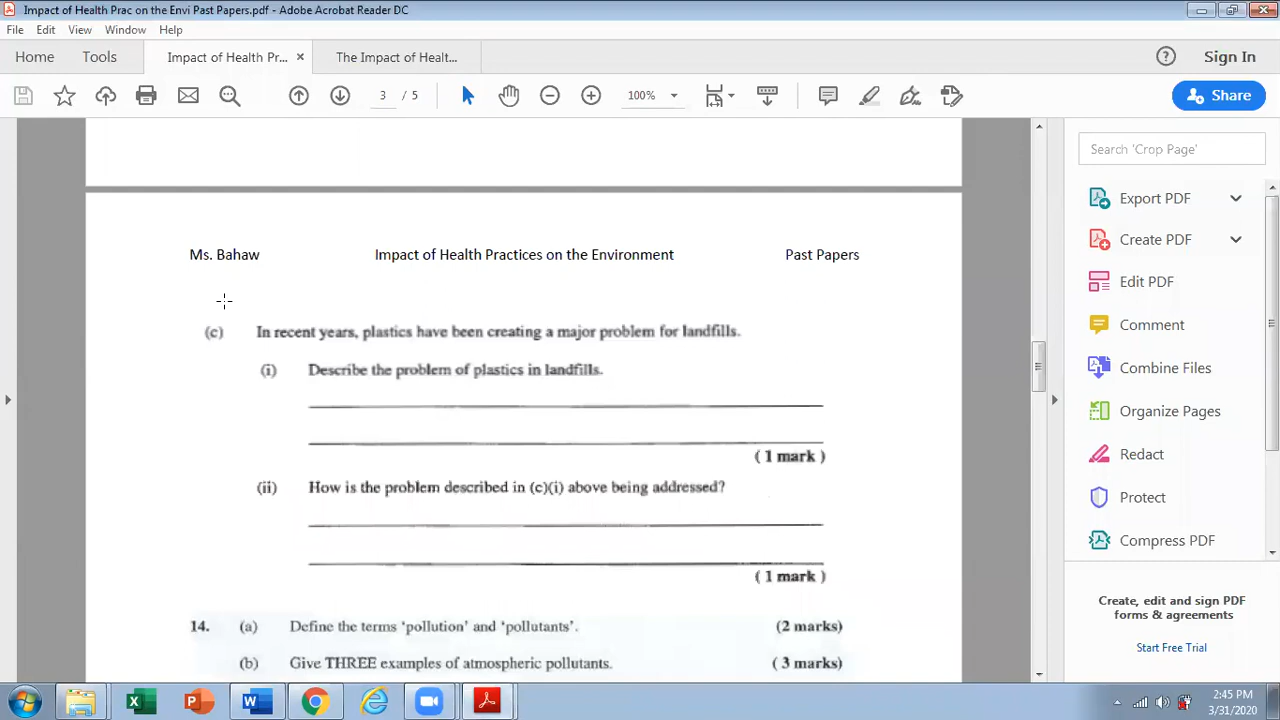 Impact of Health Prac on the Envi Past Papers.pdf - Adobe Acrobat Reader DC
File Edit View Window Help
Home Tools Impact of Health Pr... × The Impact of Healt... ? Sign In
3 / 5 100% Share
Search 'Crop Page'
Export PDF
Ms. Bahaw Impact of Health Practices on the Environment Past Papers
Create PDF
Edit PDF
(c) In recent years, plastics have been creating a major problem for landfills.
Comment
(i) Describe the problem of plastics in landfills.
Combine Files
Organize Pages
( 1 mark )
Redact
(ii) How is the problem described in (c)(i) above being addressed?
Protect
Compress PDF
( 1 mark )
Create, edit and sign PDF
forms & agreements
14. (a) Define the terms 'pollution' and 'pollutants'. (2 marks)
Start Free Trial
(b) Give THREE examples of atmospheric pollutants. ( 3 marks)
2:45 PM
3/31/2020